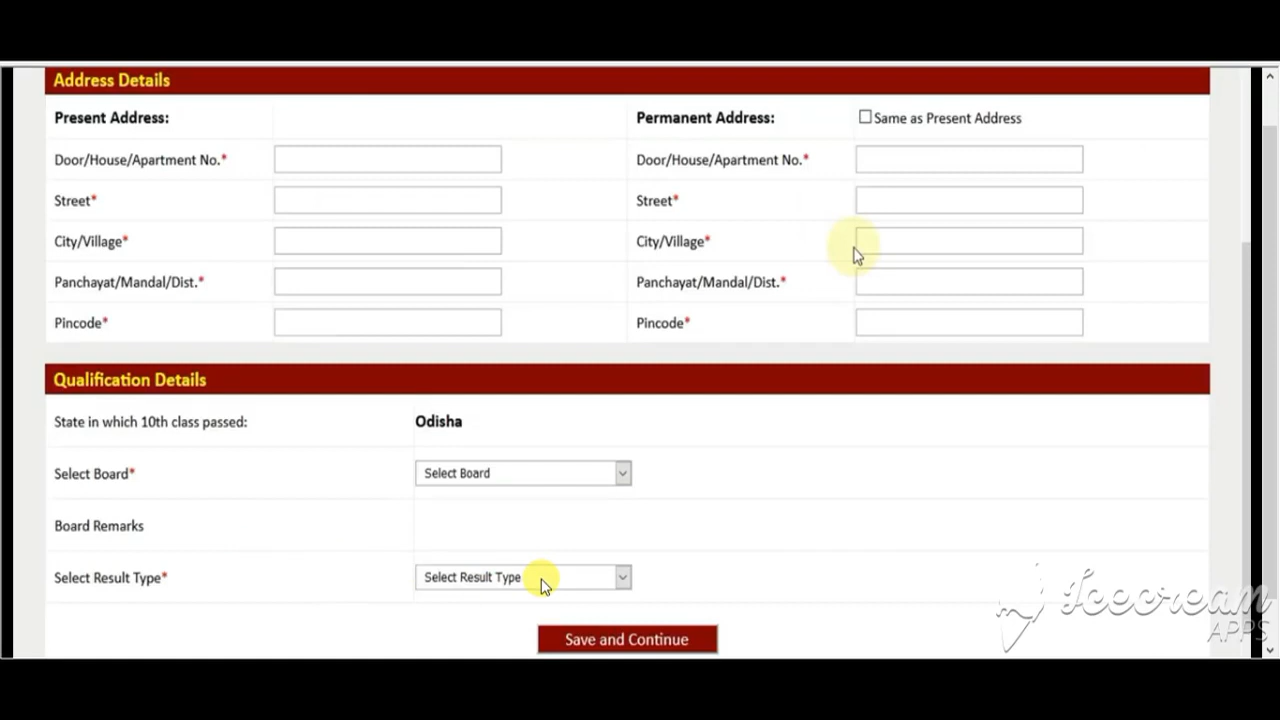 Address Details
Present Address:
Permanent Address:
Same as Present Address
Door/House/Apartment No.*
Door/House/Apartment No.*
Street*
Street*
City/Village*
City/Village*
Panchayat/Mandal/Dist.*
Panchayat/Mandal/Dist.*
Pincode*
Pincode*
Qualification Details
State in which 10th class passed:
Odisha
Select Board*
Select Board
Board Remarks
Select Result Type*
Select Result Type
Save and Continue
Icecream
APPS